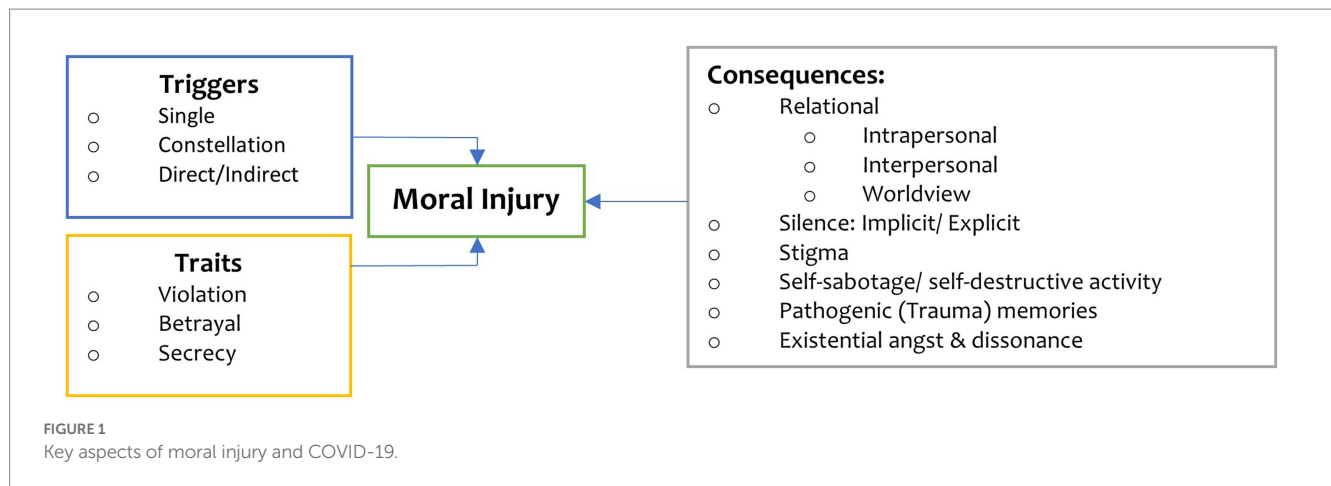 Triggers
o Single
o Constellation
o Direct/Indirect
Traits
o Violation
o Betrayal
o Secrecy
Moral Injury
Consequences:
o Relational
o Intrapersonal
o Interpersonal
o Worldview
o Silence: Implicit/ Explicit
o Stigma
o Self-sabotage/ self-destructive activity
o Pathogenic (Trauma) memories
o Existential angst & dissonance
FIGURE 1
Key aspects of moral injury and COVID-19.